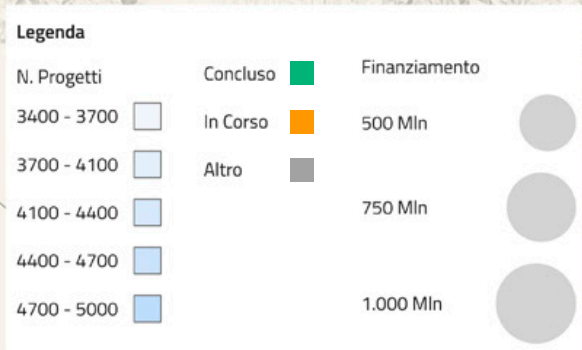 Legenda
N. Progetti
3400 - 3700
3700 - 4100
4100 - 4400
4400 - 4700
4700 - 5000
Concluso
In Corso
Altro
Finanziamento
500 Mln
750 Mln
1.000 Mln